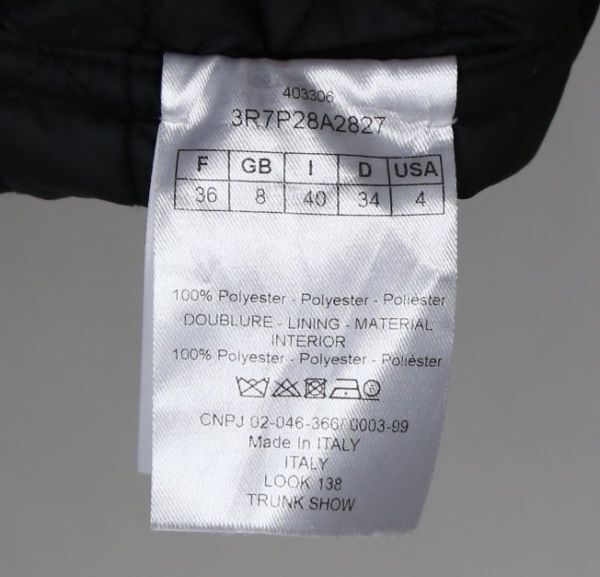 403306
3R7P28A2827
F GB I D USA
36 8 40 34 4
100% Polyester - Polyester - Poliéster
DOUBLURE - LINING - MATERIAL
INTERIOR
100% Polyester - Polyester - Poliéster
CNPJ 02-046-366/0003-99
Made In ITALY
ITALY
LOOK 138
TRUNK SHOW